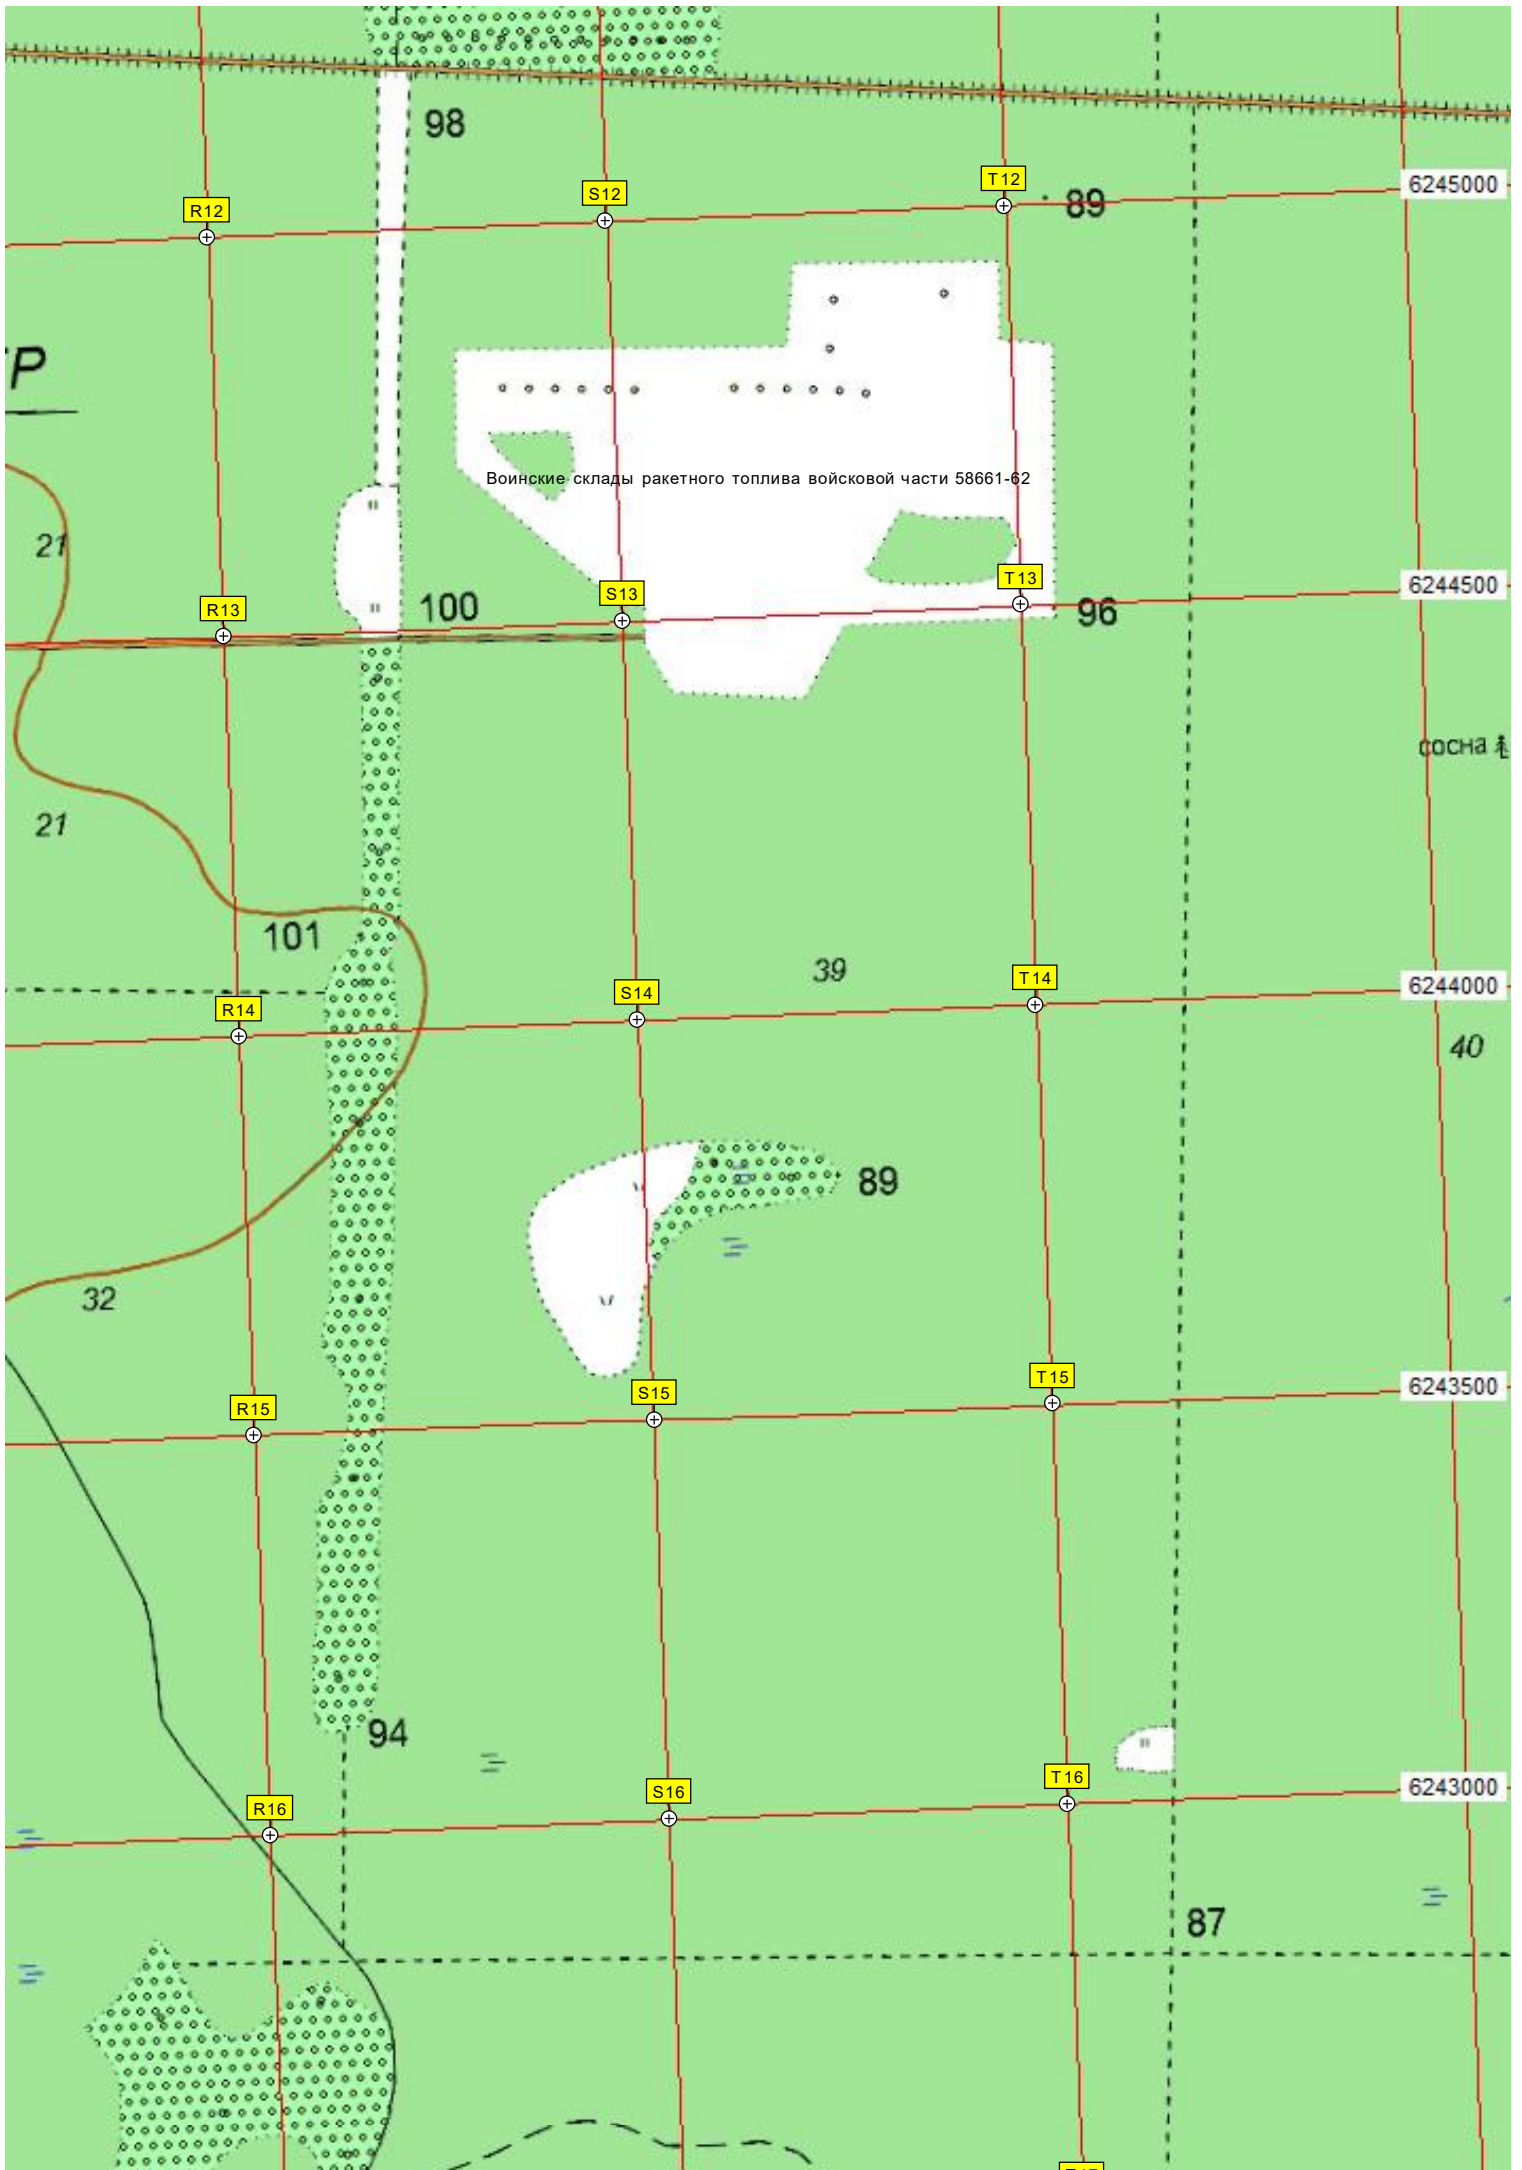 98
S12
T12
89
6245000
R12
Р
Воинские склады ракетного топлива войсковой части 58661-62
21
T13
6244500
S13
R13
100
96
сосна
21
101
39
T14
6244000
S14
R14
40
89
32
T15
6243500
S15
R15
94
T16
6243000
S16
R16
87